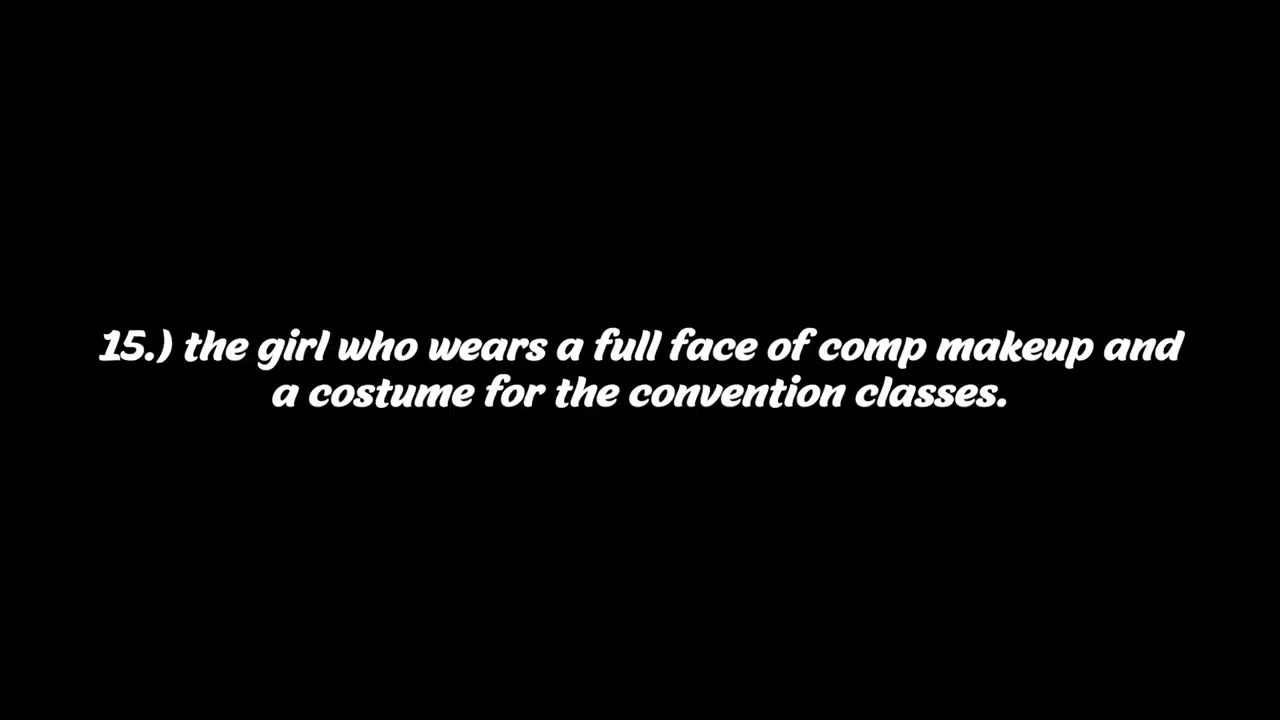 15.) the girl who wears a full face of comp makeup and
a costume for the convention classes.